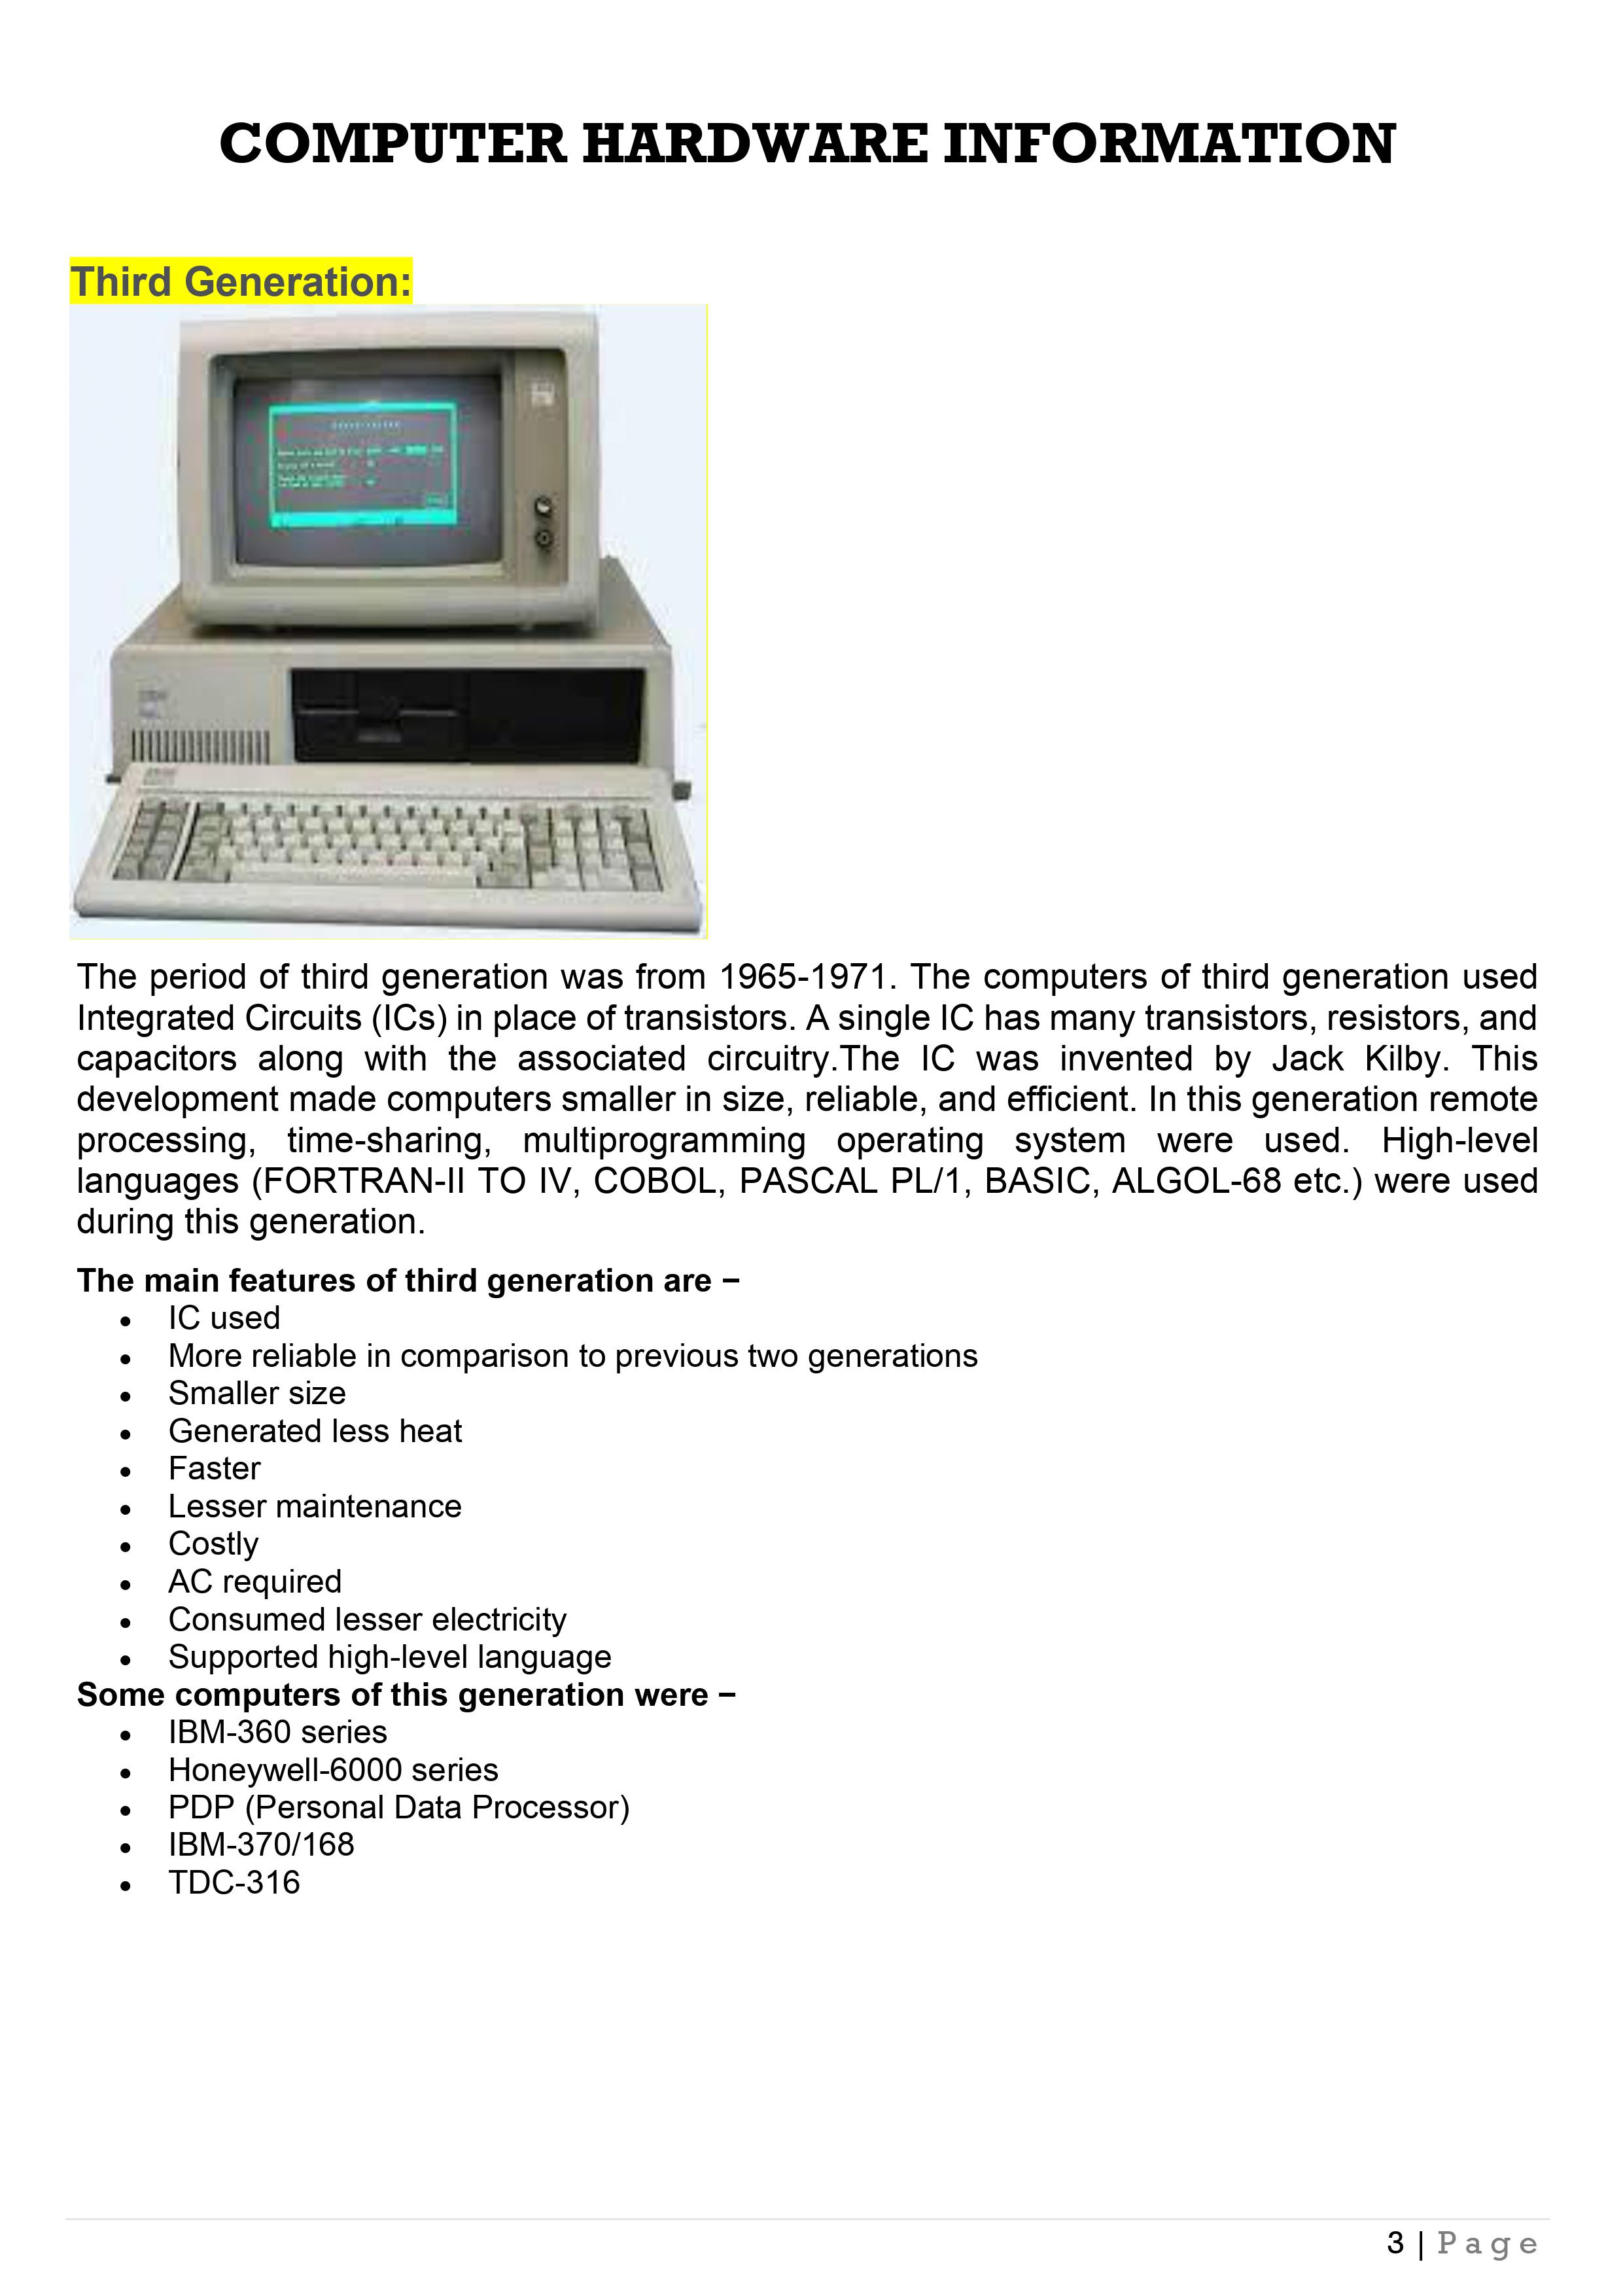 COMPUTER HARDWARE INFORMATION
Third Generation:
The period of third generation was from 1965-1971. The computers of third generation used
Integrated Circuits (ICs) in place of transistors. A single IC has many transistors, resistors, and
capacitors along with the associated circuitry.The IC was invented by Jack Kilby. This
development made computers smaller in size, reliable, and efficient. In this generation remote
processing, time-sharing, multiprogramming operating system were used. High-level
languages (FORTRAN-II TO IV, COBOL, PASCAL PL/1, BASIC, ALGOL-68 etc.) were used
during this generation.
The main features of third generation are −
• IC used
• More reliable in comparison to previous two generations
• Smaller size
• Generated less heat
• Faster
• Lesser maintenance
• Costly
• AC required
• Consumed lesser electricity
• Supported high-level language
Some computers of this generation were −
• IBM-360 series
• Honeywell-6000 series
• PDP (Personal Data Processor)
• IBM-370/168
• TDC-316
3 | Page